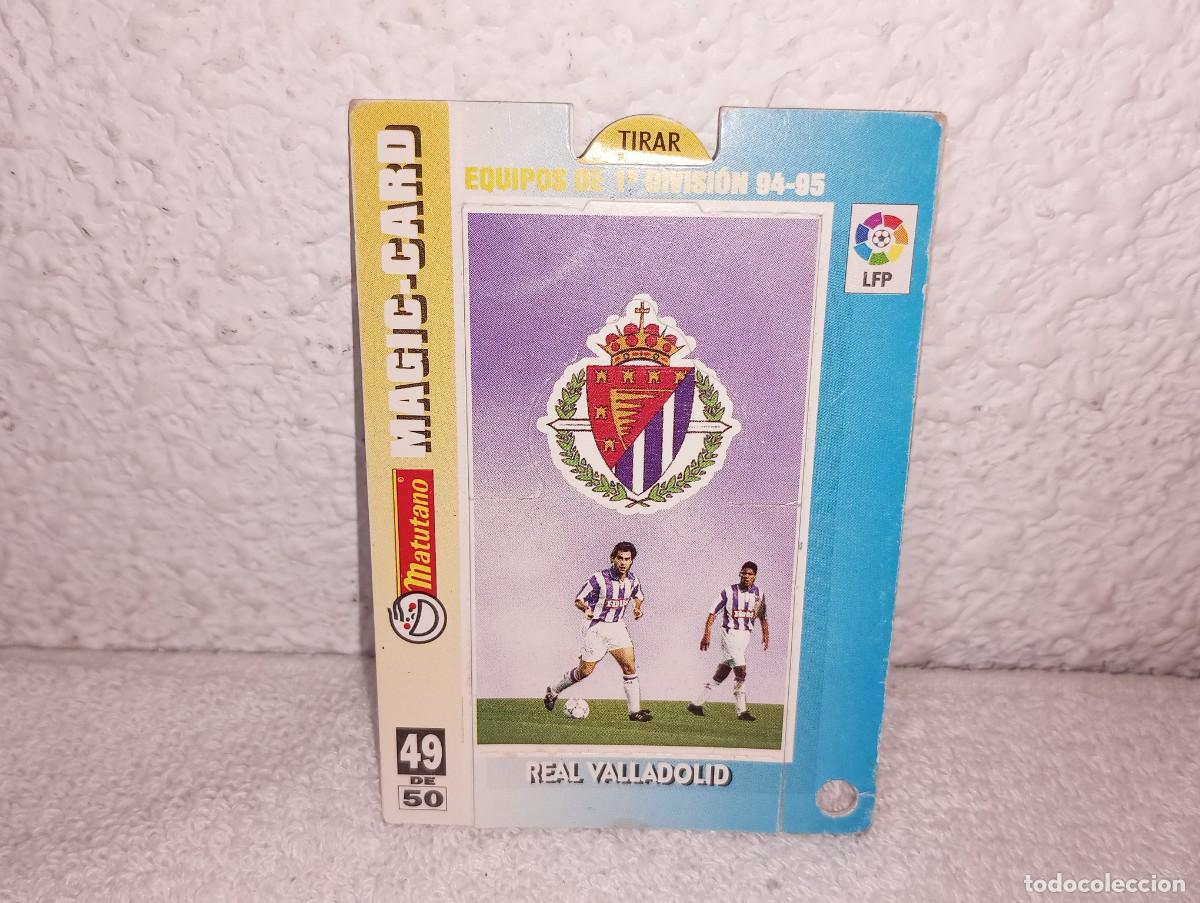 TIRAR
EQUIPOS DE 1ª DIVISIÓN 94-95
MAGIC-CARD
LFP
Matutano
49
DE
50
REAL VALLADOLID
todocoleccion